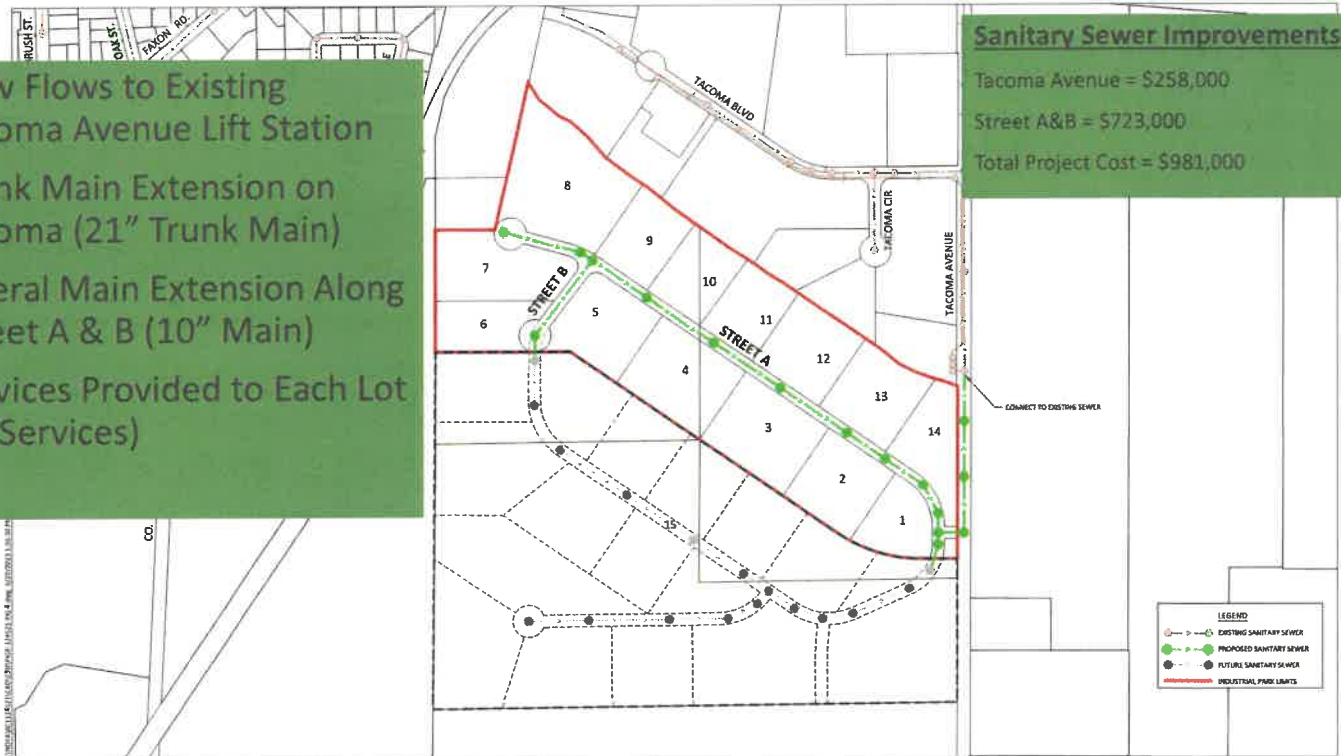 RUSH ST.
OAK ST.
FAXON RD.
E
w Flows to Existing
oma Avenue Lift Station
nk Main Extension on
oma (21" Trunk Main)
eral Main Extension Along
eet A & B (10" Main)
vices Provided to Each Lot
Services)
Sanitary Sewer Improvements
Tacoma Avenue = $258,000
Street A&B = $723,000
Total Project Cost = $981,000
TACOMA BLVD
TACOMA CIR
TACOMA AVENUE
STREET B
STREET A
8
9
7
10
6
5
11
4
12
3
13
14
2
1
15
CONNECT TO EXISTING SEWER
CO.
LEGEND
EXISTING SANITARY SEWER
PROPOSED SANITARY SEWER
FUTURE SANITARY SEWER
INDUSTRIAL PARK LIMITS